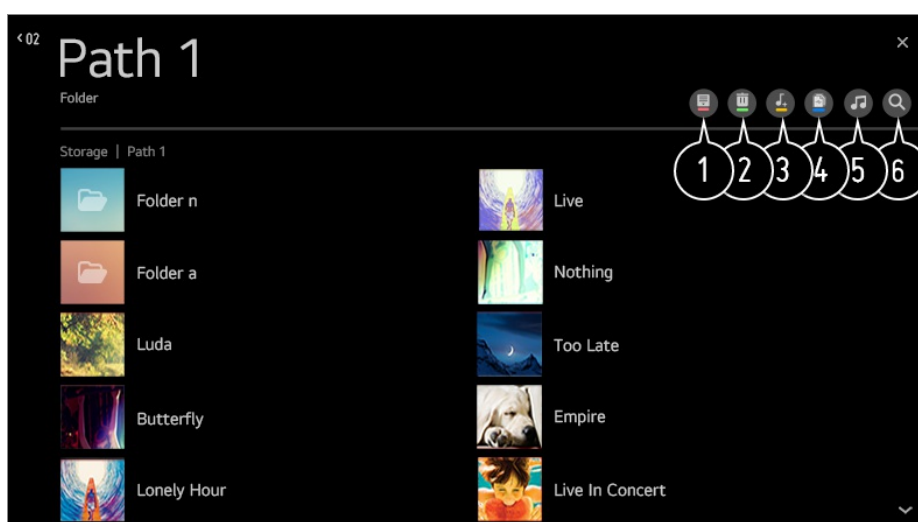 <02
Path 1
Folder
1 2 3 4 5 6
Storage | Path 1
Folder n
Live
Folder a
Nothing
Luda
Too Late
Butterfly
Empire
Lonely Hour
Live In Concert